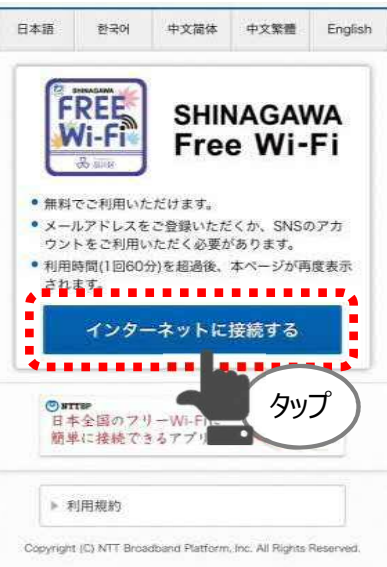 日本語 한국어 中文简体 中文繁體 English
SHINAGAWA
FREE
Wi-Fi
品川区
SHINAGAWA
Free Wi-Fi
● 無料でご利用いただけます。
● メールアドレスをご登録いただくか、SNSのアカ
ウントをご利用いただく必要が
あります。
● 利用時間(1回60分)を超過後、本ページが再度表示
されます。
インターネットに接続する
タップ
NTTBP
日本全国のフリーWi-Fiに
簡単に接続できるアプリ
▶ 利用規約
Copyright (C) NTT Broadband Platform, Inc. All Rights Reserved.